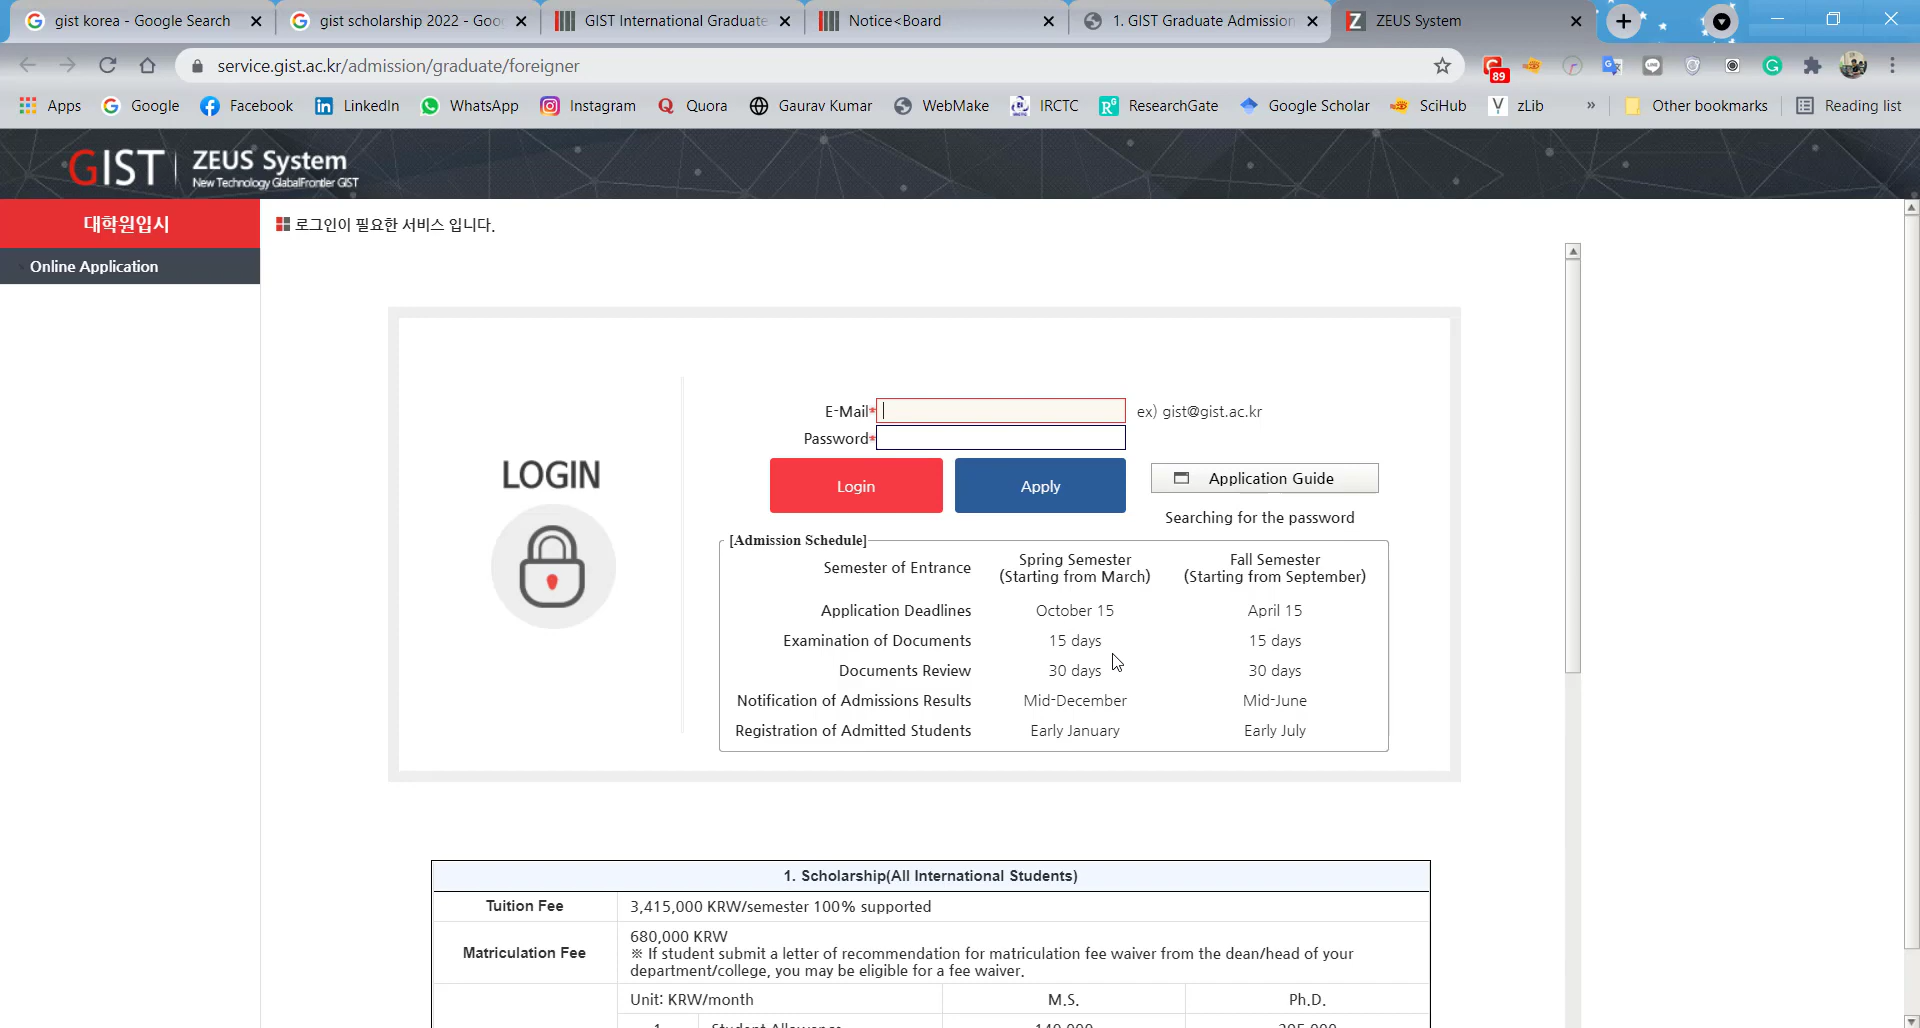 gist korea - Google Search
gist scholarship 2022 - Goo
GIST International Graduate
Notice<Board
1. GIST Graduate Admission
ZEUS System
service.gist.ac.kr/admission/graduate/foreigner
89
Apps
Google
Facebook
LinkedIn
WhatsApp
Instagram
Quora
Gaurav Kumar
WebMake
IRCTC
ResearchGate
Google Scholar
SciHub
zLib
»
Other bookmarks
Reading list
GIST
ZEUS System
New Technology GlabalFrontier GIST
대학원입시
로그인이 필요한 서비스 입니다.
Online Application
LOGIN
E-Mail*
ex) gist@gist.ac.kr
Password*
Login
Apply
Application Guide
Searching for the password
[Admission Schedule]
Semester of Entrance
Spring Semester
(Starting from March)
Fall Semester
(Starting from September)
Application Deadlines October 15 April 15
Examination of Documents 15 days 15 days
Documents Review 30 days 30 days
Notification of Admissions Results Mid-December Mid-June
Registration of Admitted Students Early January Early July
1. Scholarship(All International Students)
Tuition Fee 3,415,000 KRW/semester 100% supported
Matriculation Fee
680,000 KRW
※ If student submit a letter of recommendation for matriculation fee waiver from the dean/head of your
department/college, you may be eligible for a fee waiver.
Unit: KRW/month M.S. Ph.D.